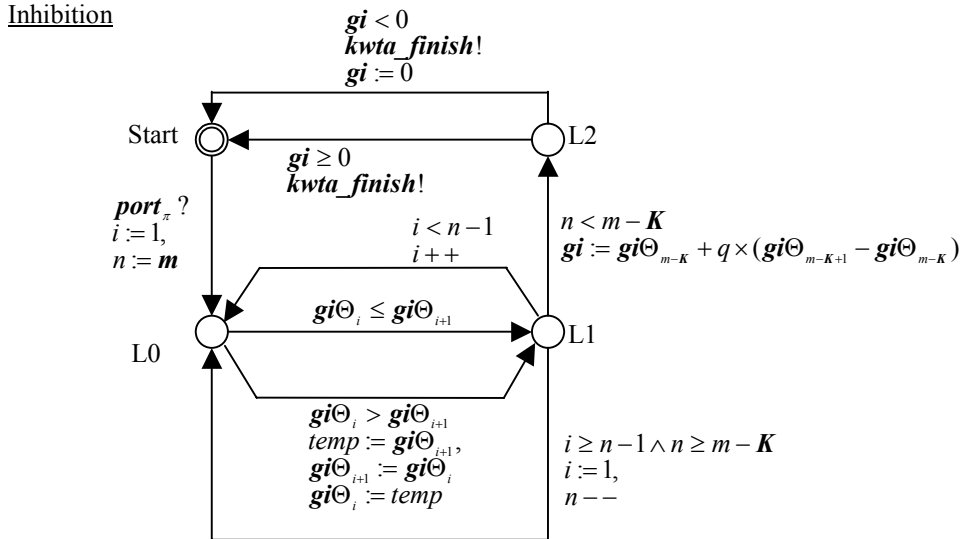 Inhibition
gi < 0
kwta_finish!
gi := 0
Start
L2
gi ≥ 0
kwta_finish!
port_π ?
i := 1,
n := m
i < n − 1
i + +
n < m − K
gi := giΘ_{m−K} + q × (giΘ_{m−K+1} − giΘ_{m−K})
giΘ_i ≤ giΘ_{i+1}
L0
L1
giΘ_i > giΘ_{i+1}
temp := giΘ_{i+1},
giΘ_{i+1} := giΘ_i
giΘ_i := temp
i ≥ n − 1 ∧ n ≥ m − K
i := 1,
n − −